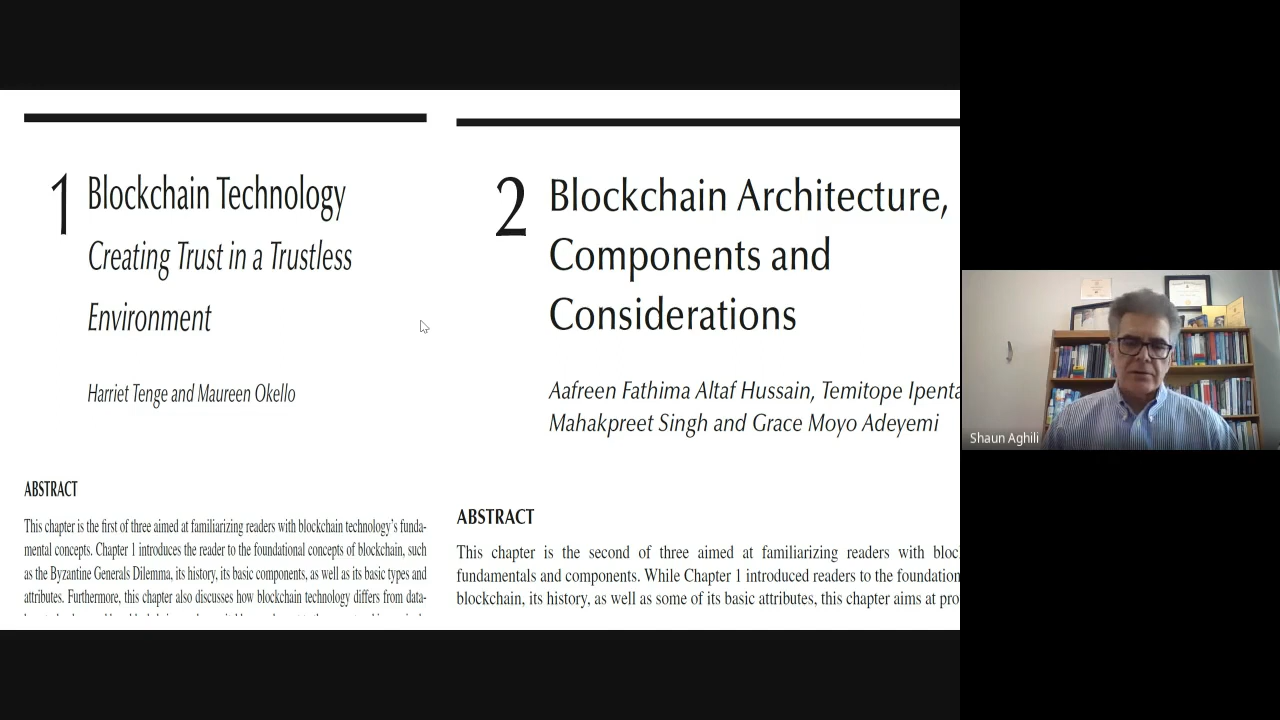 1 Blockchain Technology
Creating Trust in a Trustless
Environment
Harriet Tenge and Maureen Okello
ABSTRACT
This chapter is the first of three aimed at familiarizing readers with blockchain technology's funda-
mental concepts. Chapter 1 introduces the reader to the foundational concepts of blockchain, such
as the Byzantine Generals Dilemma, its history, its basic components, as well as its basic types and
attributes. Furthermore, this chapter also discusses how blockchain technology differs from data-
2 Blockchain Architecture,
Components and
Considerations
Aafreen Fathima Altaf Hussain, Temitope Ipenta
Mahakpreet Singh and Grace Moyo Adeyemi
ABSTRACT
This chapter is the second of three aimed at familiarizing readers with bloc
fundamentals and components. While Chapter 1 introduced readers to the foundation
blockchain, its history, as well as some of its basic attributes, this chapter aims at pro
Shaun Aghili